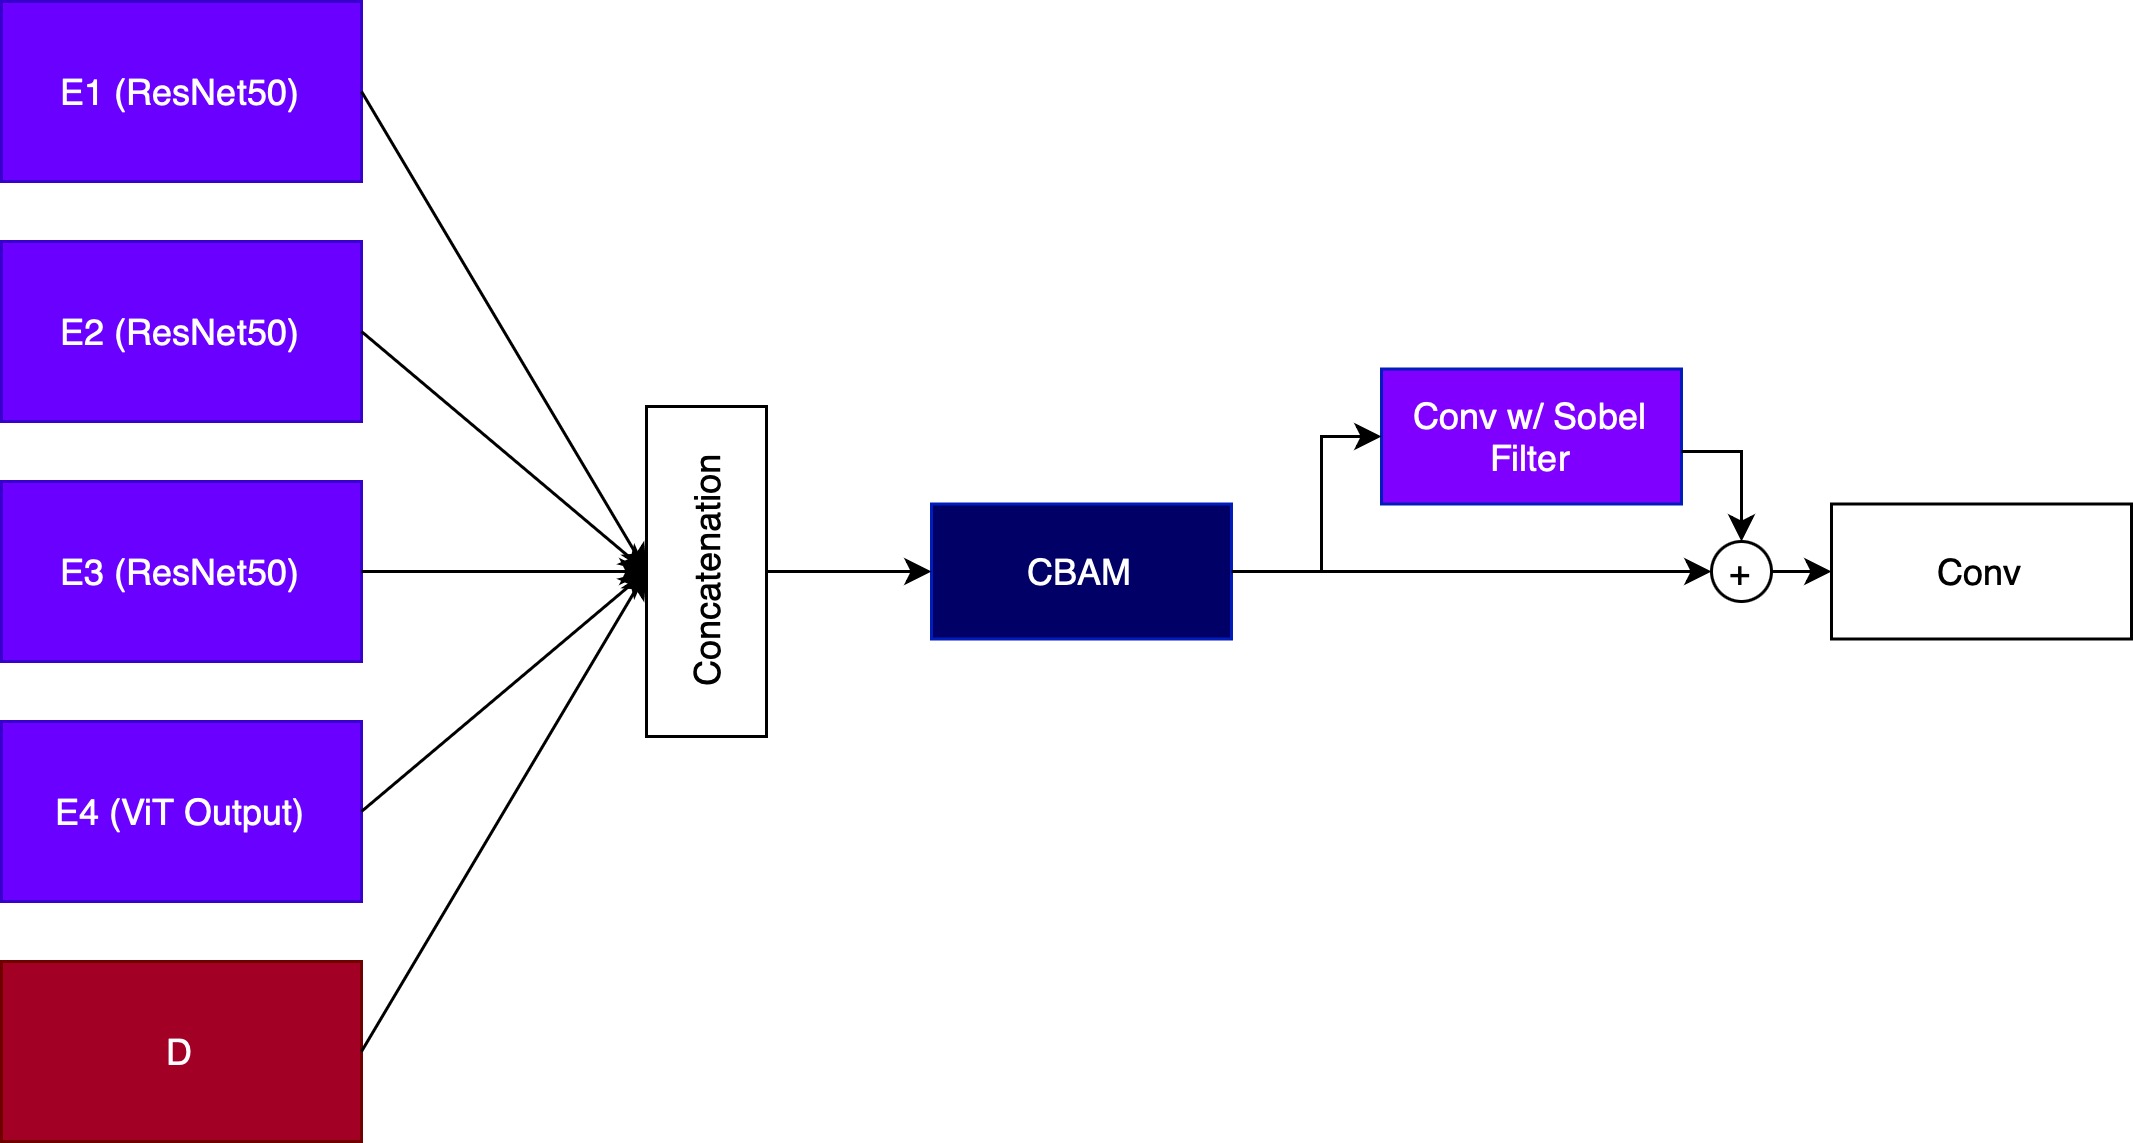 E1 (ResNet50)
E2 (ResNet50)
E3 (ResNet50)
E4 (ViT Output)
D
Concatenation
CBAM
Conv w/ Sobel
Filter
+
Conv